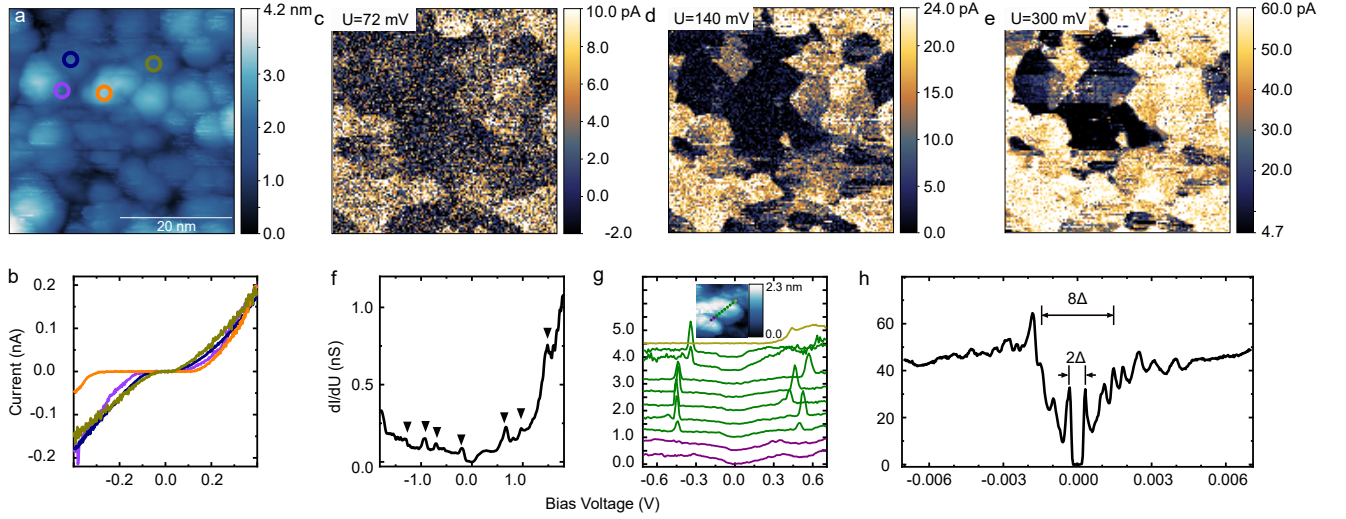 a
4.2 nm
4.0
3.0
2.0
1.0
0.0
20 nm
c
U=72 mV
10.0 pA
8.0
6.0
4.0
2.0
0.0
-2.0
d
U=140 mV
24.0 pA
20.0
15.0
10.0
5.0
0.0
e
U=300 mV
60.0 pA
50.0
40.0
30.0
20.0
4.7
b
Current (nA)
0.2
0.1
0.0
-0.1
-0.2
-0.2
0.0
0.2
f
dI/dU (nS)
1.0
0.5
0.0
-1.0
0.0
1.0
g
2.3 nm
0.0
5.0
4.0
3.0
2.0
1.0
0.0
-0.6
-0.3
0.0
0.3
0.6
h
8Δ
2Δ
60
40
20
0
-0.006
-0.003
0.000
0.003
0.006
Bias Voltage (V)